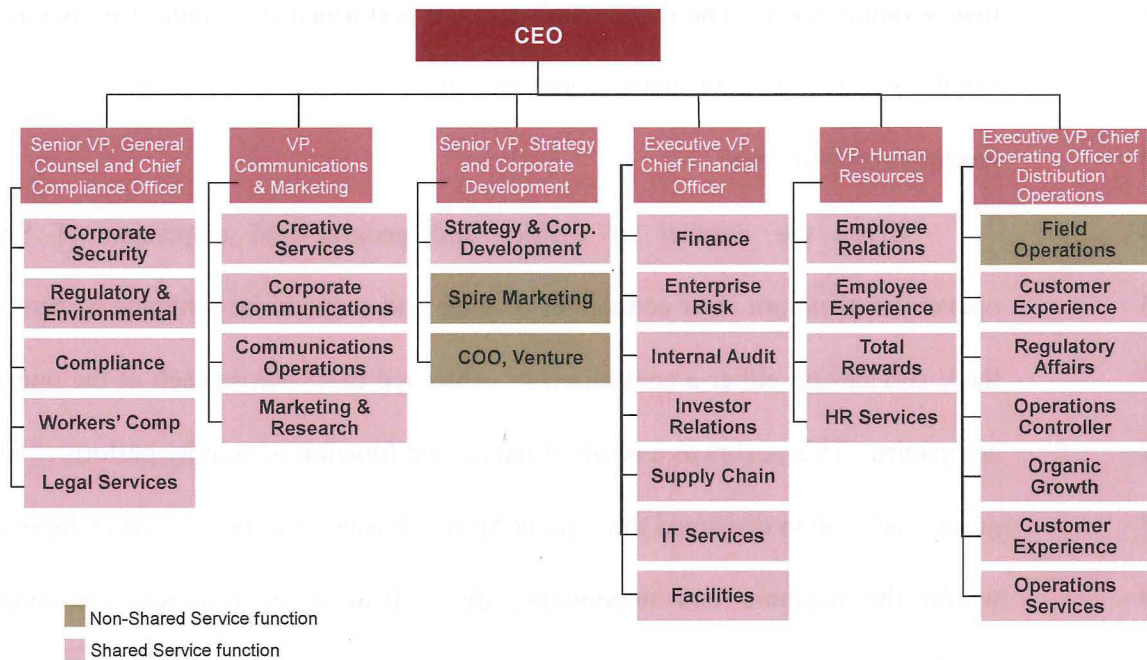 CEO
Senior VP, General
Counsel and Chief
Compliance Officer
Corporate
Security
Regulatory &
Environmental
Compliance
Workers' Comp
Legal Services
VP,
Communications
& Marketing
Creative
Services
Corporate
Communications
Communications
Operations
Marketing &
Research
Senior VP, Strategy
and Corporate
Development
Strategy & Corp.
Development
Spire Marketing
COO, Venture
Executive VP,
Chief Financial
Officer
Finance
Enterprise
Risk
Internal Audit
Investor
Relations
Supply Chain
IT Services
Facilities
VP, Human
Resources
Employee
Relations
Employee
Experience
Total
Rewards
HR Services
Executive VP, Chief
Operating Officer of
Distribution
Operations
Field
Operations
Customer
Experience
Regulatory
Affairs
Operations
Controller
Organic
Growth
Customer
Experience
Operations
Services
Non-Shared Service function
Shared Service function